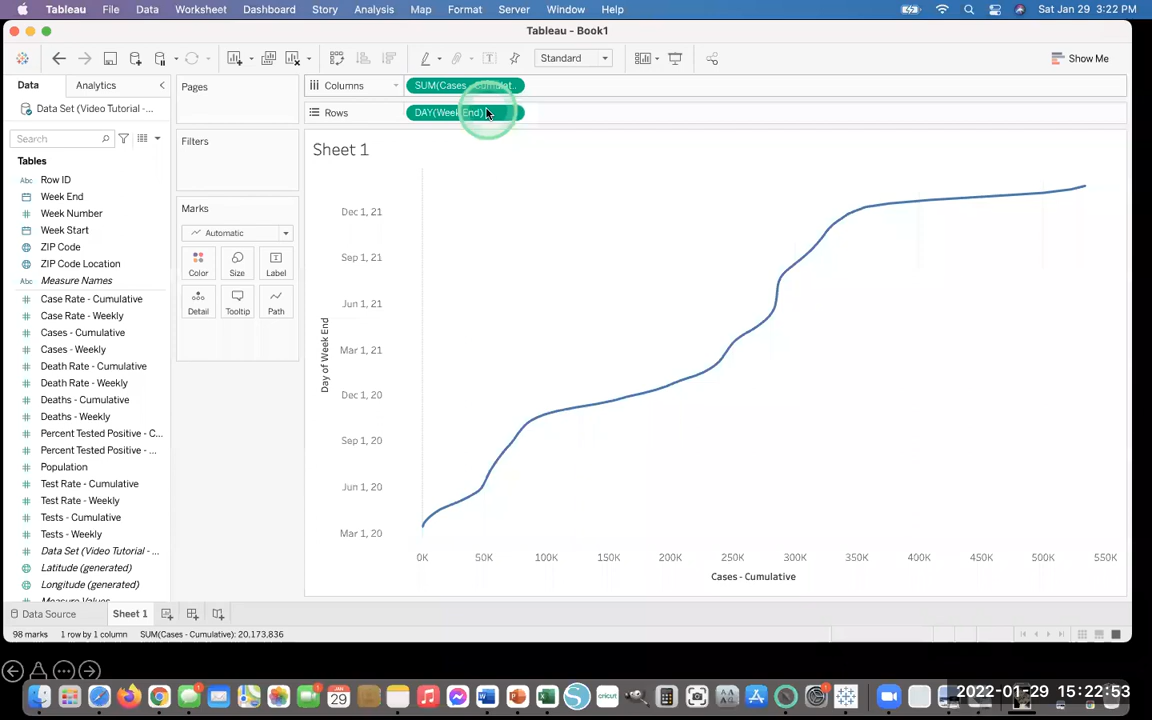 Tableau File Data Worksheet Dashboard Story Analysis Map Format Server Window Help Sat Jan 29 3:22 PM
Tableau - Book1
Standard
Show Me
Data Analytics
Pages
Columns SUM(Cases - Cumulat..
Data Set (Video Tutorial -...
Rows DAY(Week End)
Search
Filters
Sheet 1
Tables
Abc Row ID
Week End
Week Number
Marks
Week Start
Automatic
ZIP Code
ZIP Code Location
Color Size Label
Abc Measure Names
Case Rate - Cumulative
Case Rate - Weekly
Detail Tooltip Path
Cases - Cumulative
Cases - Weekly
Death Rate - Cumulative
Death Rate - Weekly
Deaths - Cumulative
Deaths - Weekly
Percent Tested Positive - C...
Percent Tested Positive - ...
Population
Test Rate - Cumulative
Test Rate - Weekly
Tests - Cumulative
Tests - Weekly
Data Set (Video Tutorial - ...
Latitude (generated)
Longitude (generated)
Measure Values
Day of Week End
Dec 1, 21
Sep 1, 21
Jun 1, 21
Mar 1, 21
Dec 1, 20
Sep 1, 20
Jun 1, 20
Mar 1, 20
0K 50K 100K 150K 200K 250K 300K 350K 400K 450K 500K 550K
Cases - Cumulative
Data Source Sheet 1
98 marks 1 row by 1 column SUM(Cases - Cumulative): 20,173,836
JAN
29
cricut
2022-01-29 15:22:53